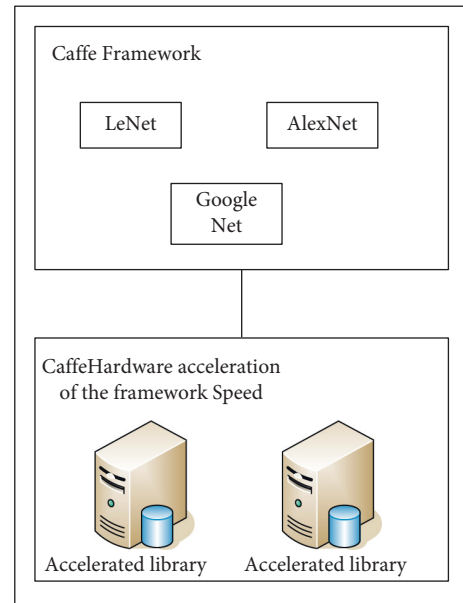 Caffe Framework
LeNet
AlexNet
Google
Net
CaffeHardware acceleration
of the framework Speed
Accelerated library
Accelerated library